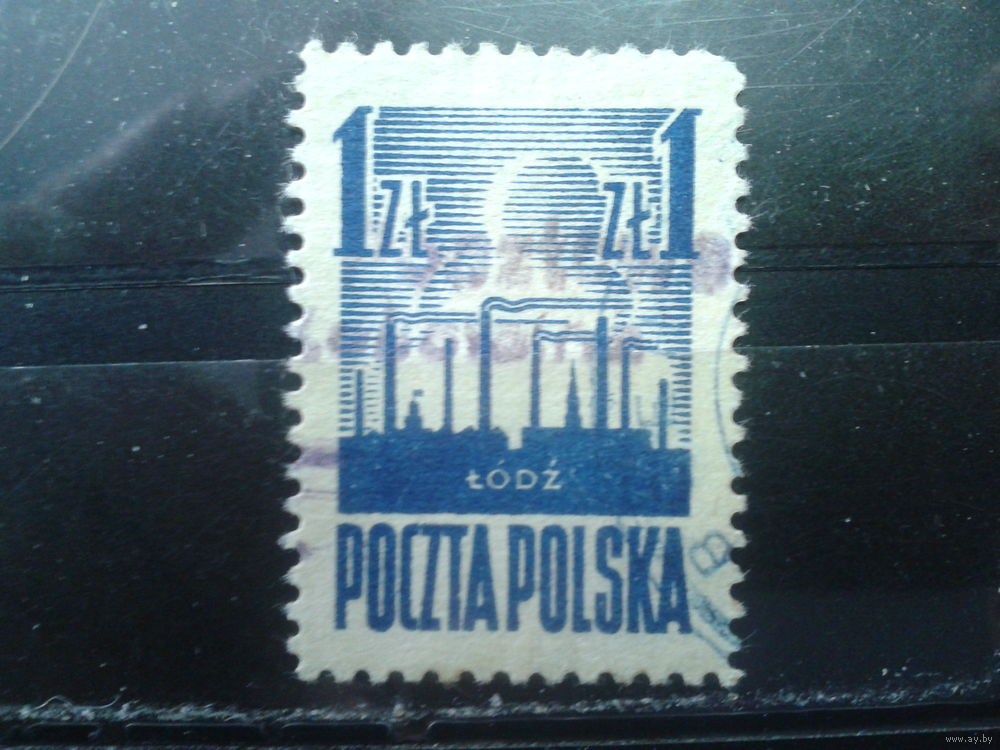 1 ZŁ ZŁ 1
ŁÓDŹ
POCZTA POLSKA
B
www.ay.by